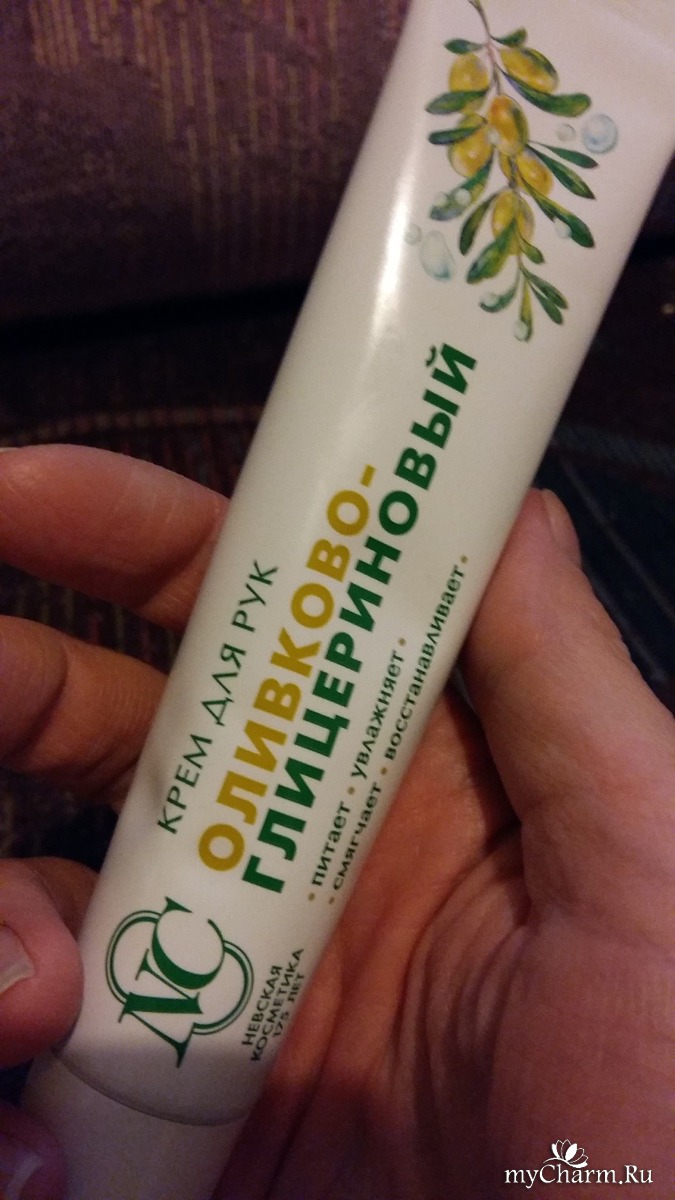 КРЕМ ДЛЯ РУК
ОЛИВКОВО-
ГЛИЦЕРИНОВЫЙ
• питает • увлажняет •
• смягчает • восстанавливает •
NC
НЕВСКАЯ
КОСМЕТИКА
175 ЛЕТ
myCharm.Ru